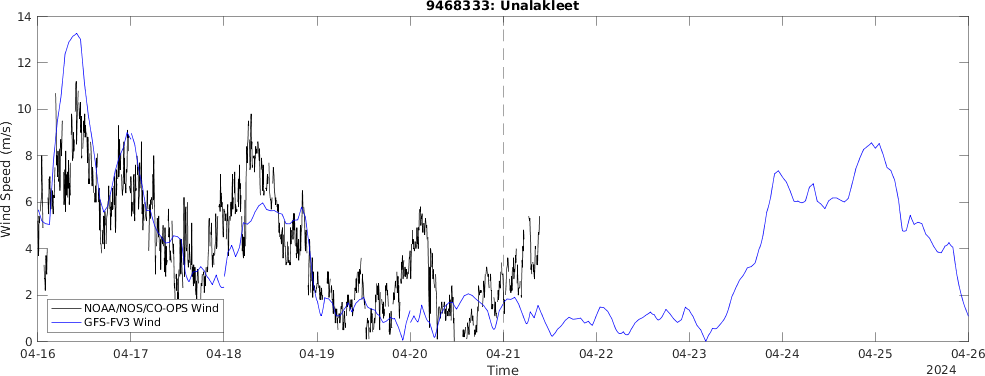 9468333: Unalakleet
Wind Speed (m/s)
14
12
10
8
6
4
2
0
NOAA/NOS/CO-OPS Wind
GFS-FV3 Wind
04-16 04-17 04-18 04-19 04-20 04-21 04-22 04-23 04-24 04-25 04-26
Time
2024